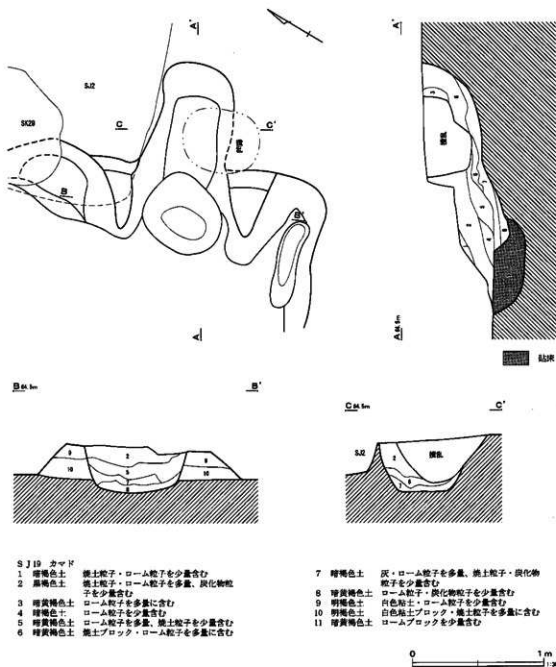 A'
A'
SJ2
SK29
C
C'
攪乱
攪乱
B
B'
A
A 64.5m
貼床
B 64.5m
B'
C 64.5m
C'
SJ2
攪乱
SJ19 カマド
1 暗褐色土 焼土粒子・ローム粒子を少量含む
2 黒褐色土 焼土粒子・ローム粒子を多量、炭化物粒
子を少量含む
3 暗黄褐色土 ローム粒子を多量に含む
4 暗褐色土 ローム粒子を少量含む
5 暗黄褐色土 ローム粒子を多量、焼土粒子を少量含む
6 暗黄褐色土 焼土ブロック・ローム粒子を多量に含む
7 暗褐色土 灰・ローム粒子を多量、焼土粒子・炭化物
粒子を少量含む
8 暗黄褐色土 ローム粒子・炭化物粒子を少量含む
9 明褐色土 白色粘土・ローム粒子を少量含む
10 明褐色土 白色粘土ブロック・焼土粒子を多量に含む
11 暗黄褐色土 ロームブロックを少量含む
0 1m